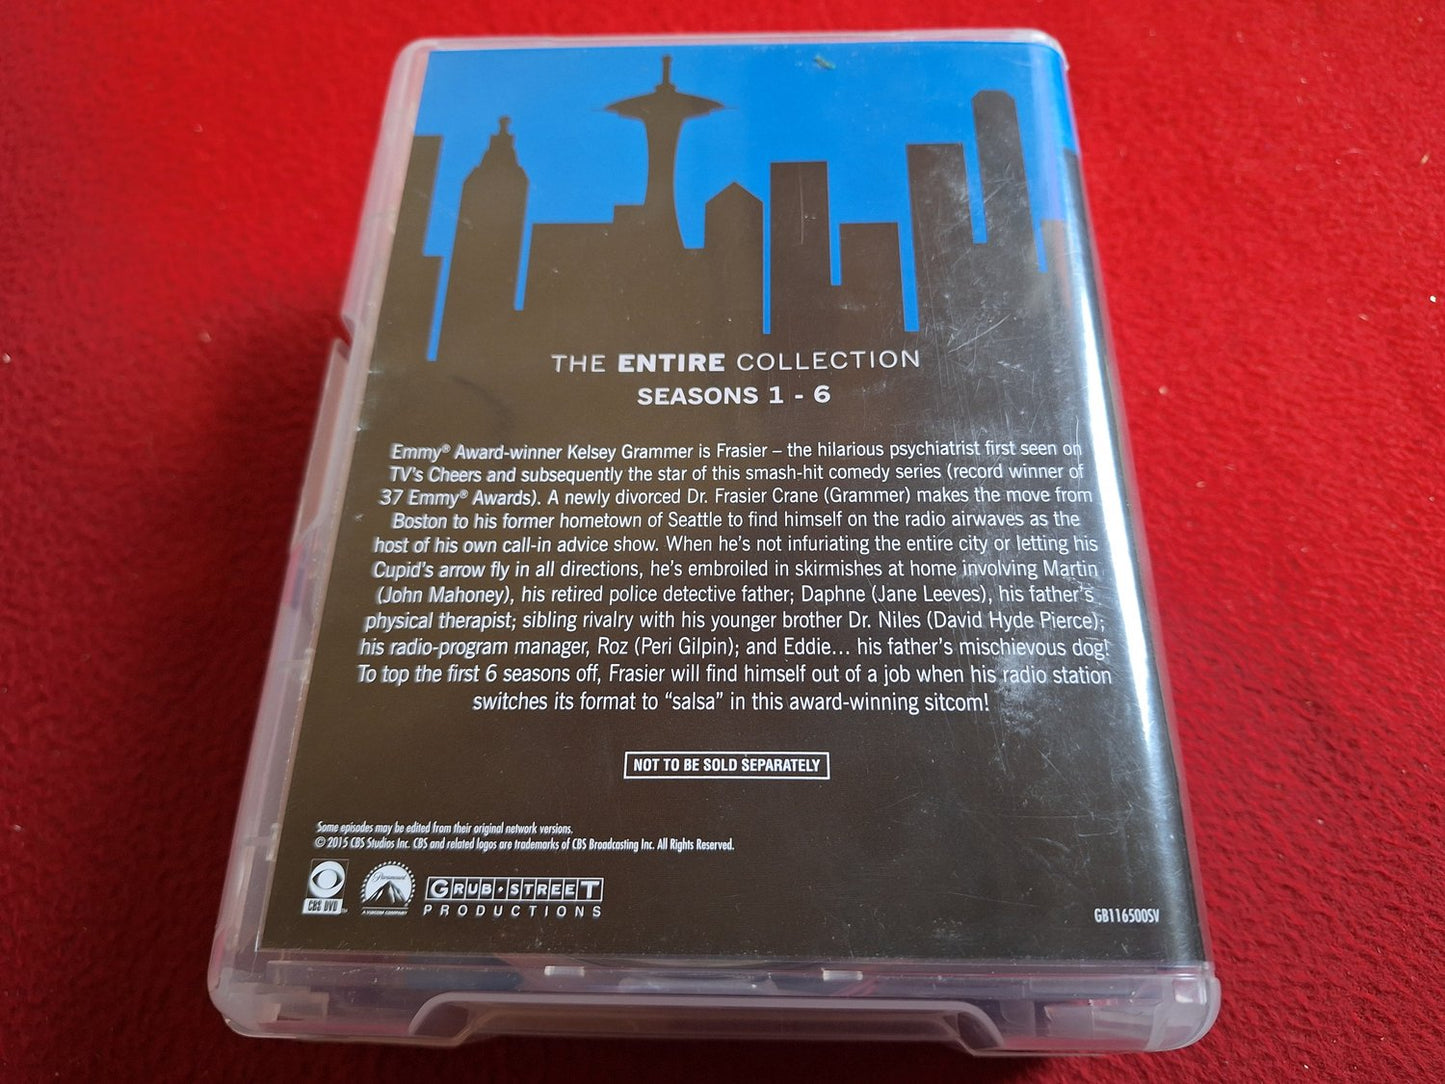 THE ENTIRE COLLECTION
SEASONS 1 - 6
Emmy® Award-winner Kelsey Grammer is Frasier – the hilarious psychiatrist first seen on
TV's Cheers and subsequently the star of this smash-hit comedy series (record winner of
37 Emmy® Awards). A newly divorced Dr. Frasier Crane (Grammer) makes the move from
Boston to his former hometown of Seattle to find himself on the radio airwaves as the
host of his own call-in advice show. When he's not infuriating the entire city or letting his
Cupid's arrow fly in all directions, he's embroiled in skirmishes at home involving Martin
(John Mahoney), his retired police detective father; Daphne (Jane Leeves), his father's
physical therapist; sibling rivalry with his younger brother Dr. Niles (David Hyde Pierce);
his radio-program manager, Roz (Peri Gilpin); and Eddie... his father's mischievous dog!
To top the first 6 seasons off, Frasier will find himself out of a job when his radio station
switches its format to “salsa” in this award-winning sitcom!
NOT TO BE SOLD SEPARATELY
Some episodes may be edited from their original network versions.
© 2015 CBS Studios Inc. CBS and related logos are trademarks of CBS Broadcasting Inc. All Rights Reserved.
CBS DVD™
Paramount
A VIACOM COMPANY
GRUB·STREET
PRODUCTIONS
GB116500SV